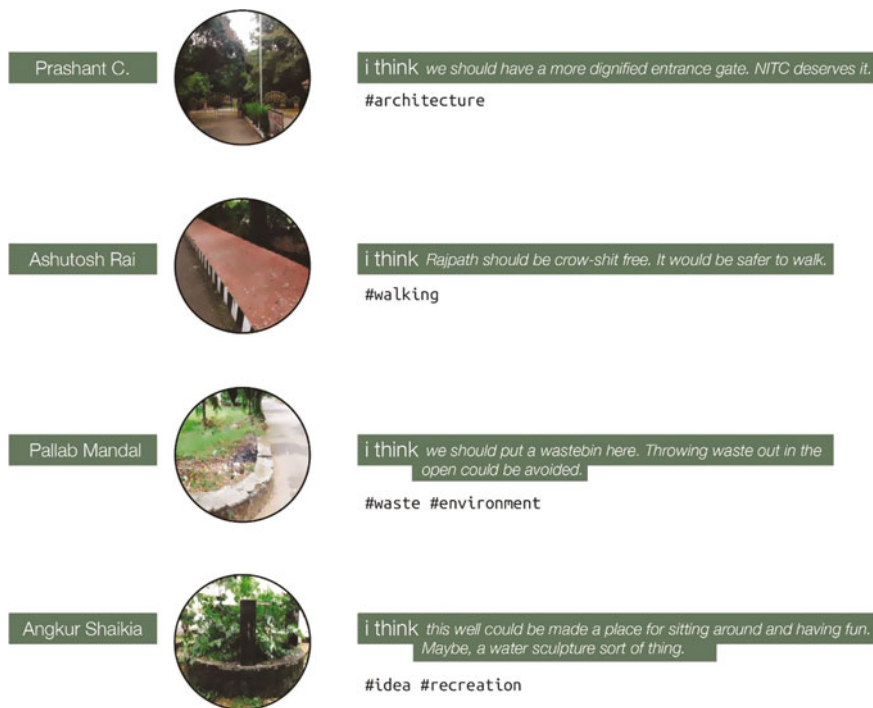 Prashant C.
i think we should have a more dignified entrance gate. NITC deserves it.
#architecture
Ashutosh Rai
i think Rajpath should be crow-shit free. It would be safer to walk.
#walking
Pallab Mandal
i think we should put a wastebin here. Throwing waste out in the
open could be avoided.
#waste #environment
Angkur Shaikia
i think this well could be made a place for sitting around and having fun.
Maybe, a water sculpture sort of thing.
#idea #recreation